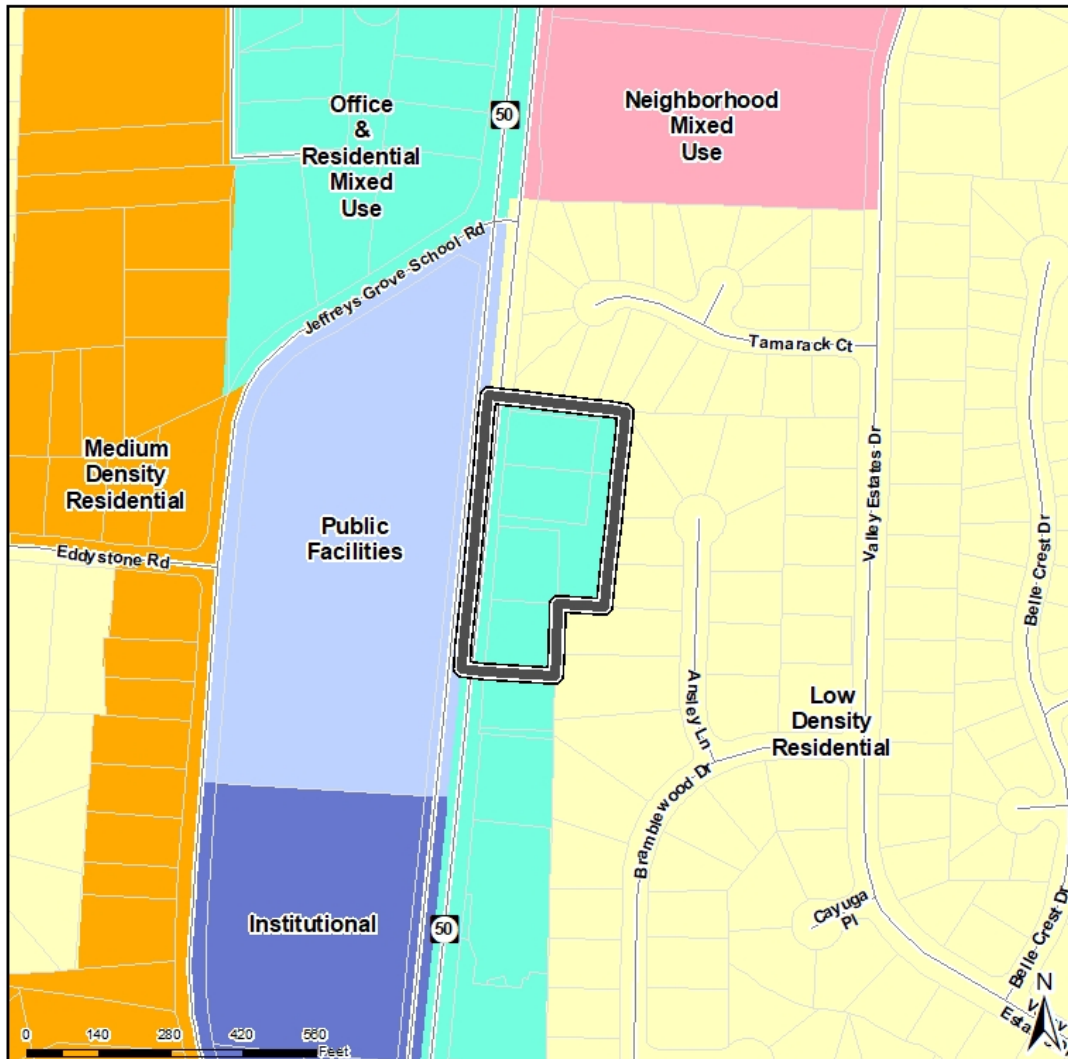 Office
&
Residential
Mixed
Use
50
Neighborhood
Mixed
Use
Jeffreys Grove School Rd
Tamarack Ct
Medium
Density
Residential
Eddystone Rd
Public
Facilities
Valley Estates Dr
Belle Crest Dr
Ansley Ln
Low
Density
Residential
Bramblewood Dr
Institutional
50
Cayuga
Pl
Belle Crest Dr
N
0 140 280 420 560
Feet